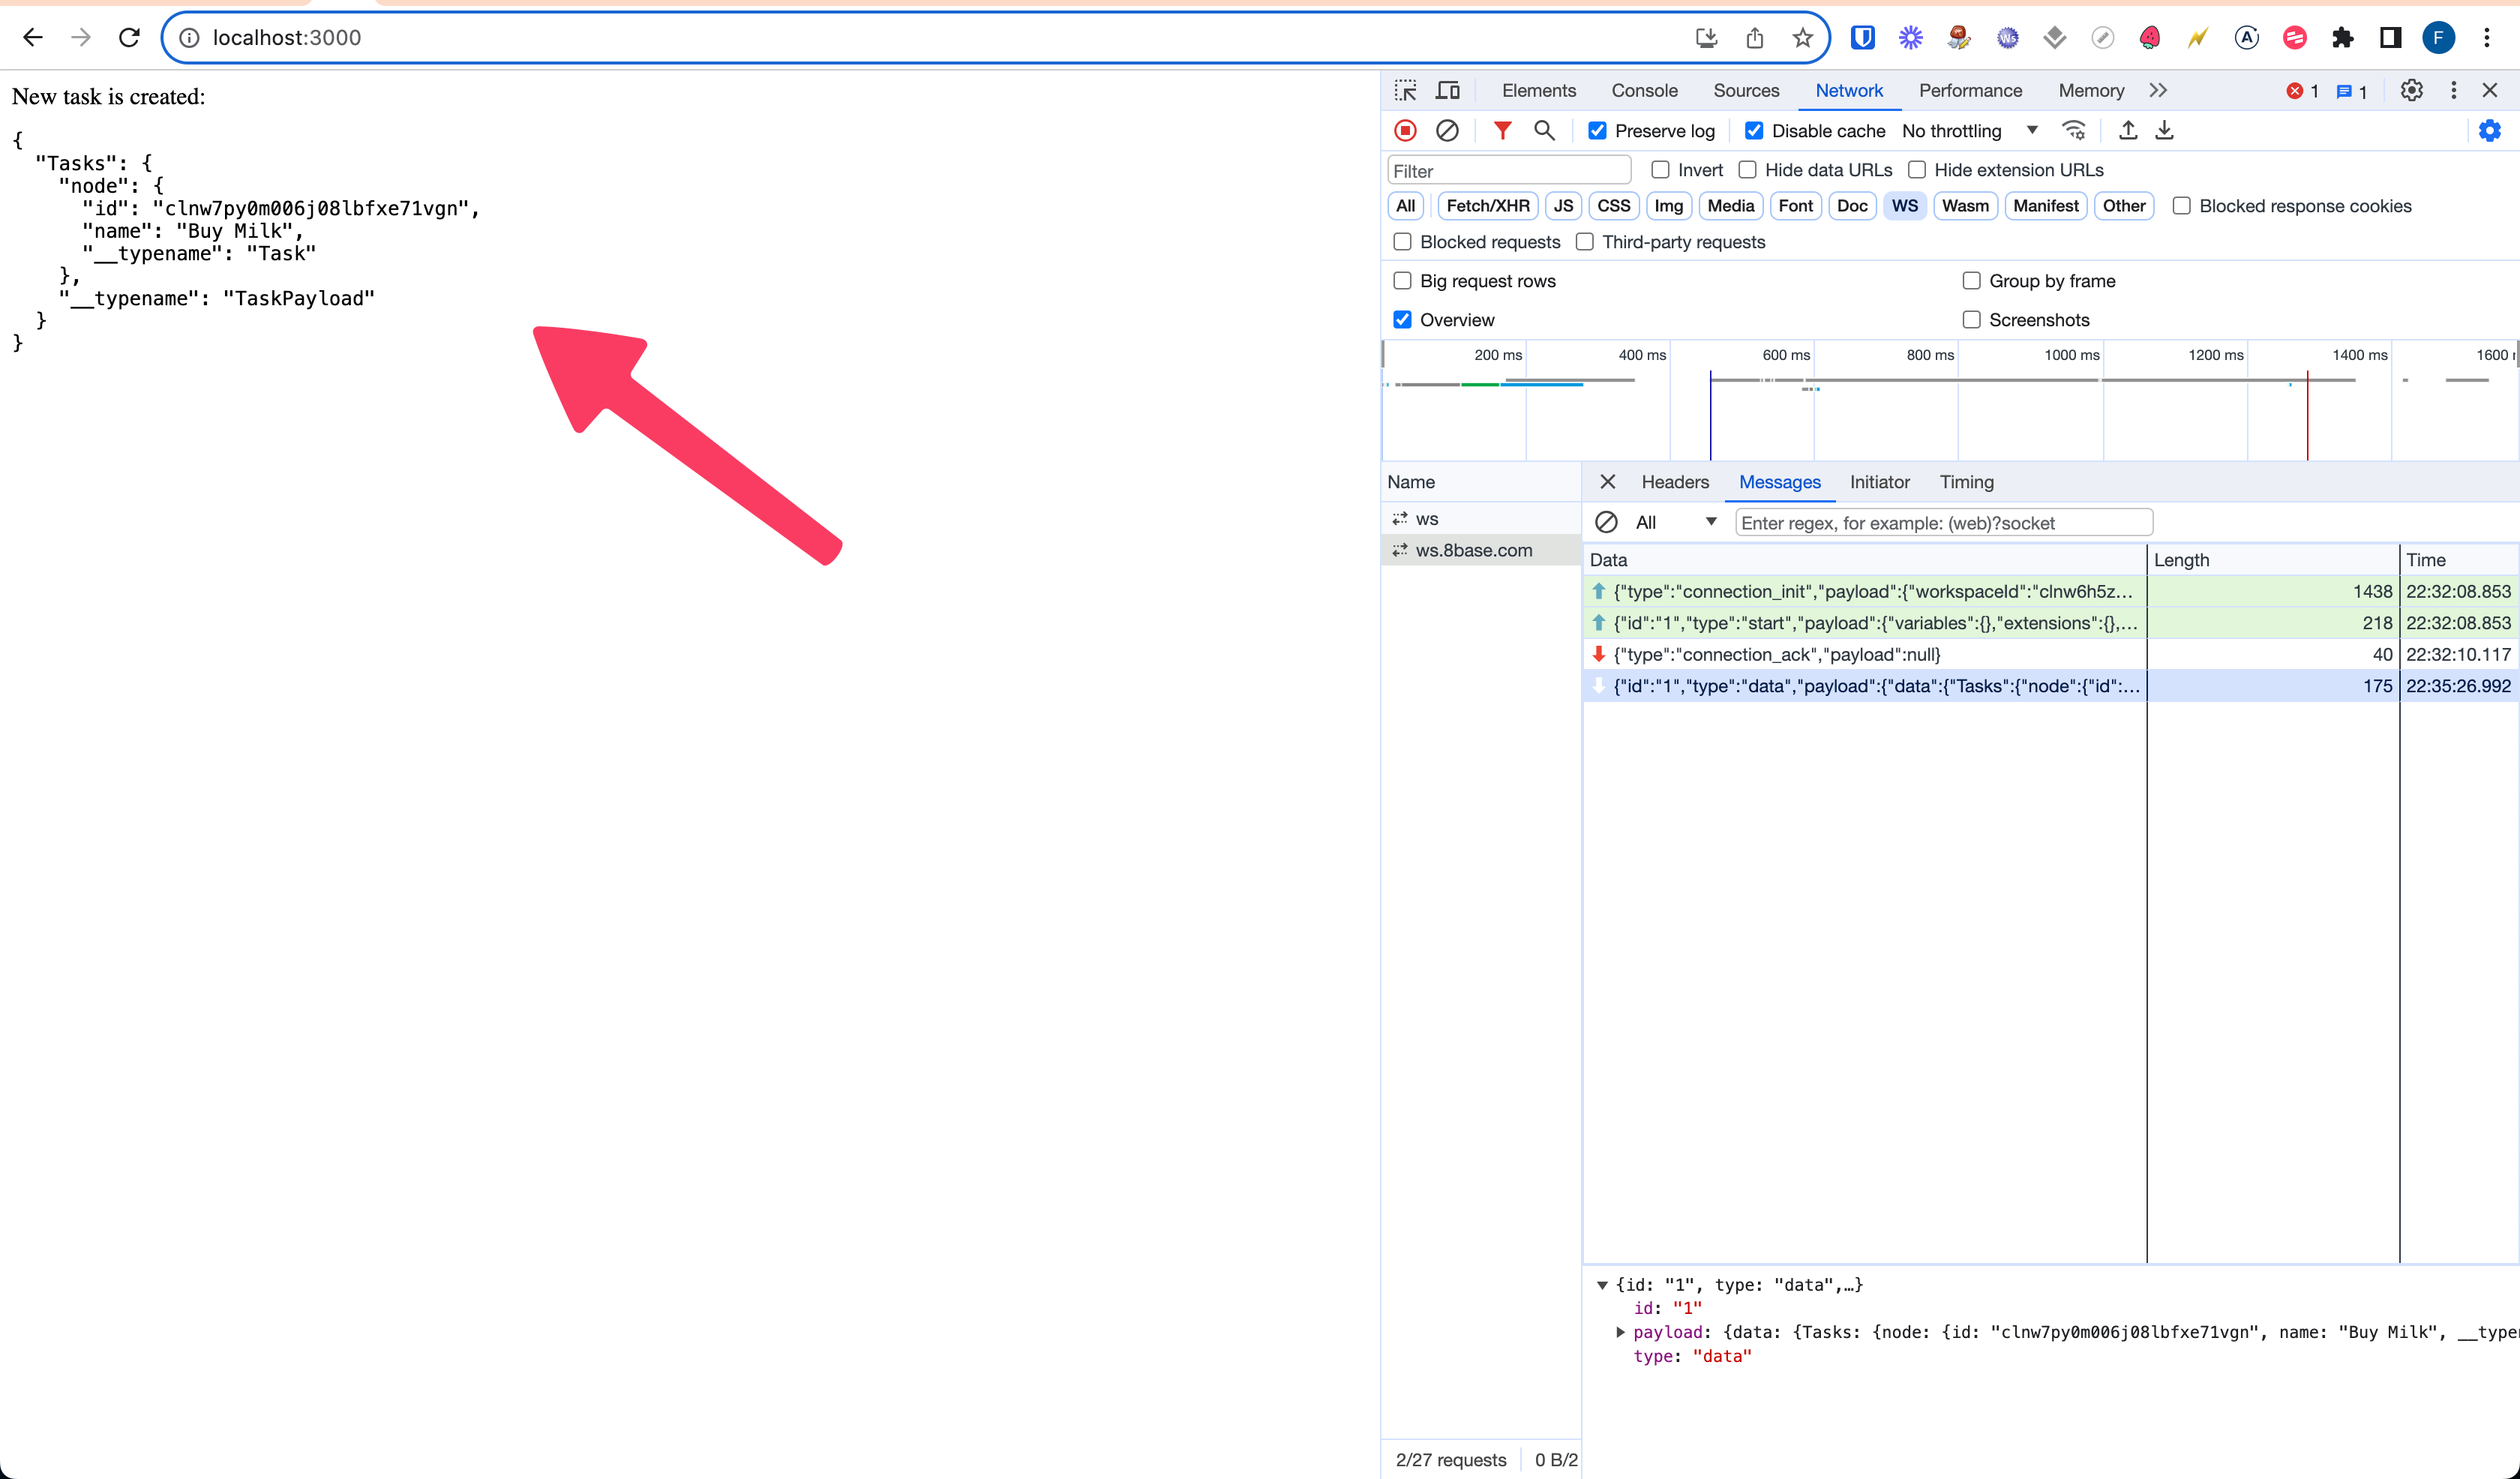 localhost:3000
F
New task is created:
{
  "Tasks": {
    "node": {
      "id": "clnw7py0m006j08lbfxe71vgn",
      "name": "Buy Milk",
      "__typename": "Task"
    },
    "__typename": "TaskPayload"
  }
}
Elements Console Sources Network Performance Memory 1 1
Preserve log Disable cache No throttling
Filter Invert Hide data URLs Hide extension URLs
All Fetch/XHR JS CSS Img Media Font Doc WS Wasm Manifest Other Blocked response cookies
Blocked requests Third-party requests
Big request rows Group by frame
Overview Screenshots
200 ms 400 ms 600 ms 800 ms 1000 ms 1200 ms 1400 ms 1600
Name Headers Messages Initiator Timing
ws All Enter regex, for example: (web)?socket
ws.8base.com
Data Length Time
{"type":"connection_init","payload":{"workspaceId":"clnw6h5z… 1438 22:32:08.853
{"id":"1","type":"start","payload":{"variables":{},"extensions":{},… 218 22:32:08.853
{"type":"connection_ack","payload":null} 40 22:32:10.117
{"id":"1","type":"data","payload":{"data":{"Tasks":{"node":{"id":… 175 22:35:26.992
{id: "1", type: "data",…}
id: "1"
payload: {data: {Tasks: {node: {id: "clnw7py0m006j08lbfxe71vgn", name: "Buy Milk", __type
type: "data"
2/27 requests 0 B/2